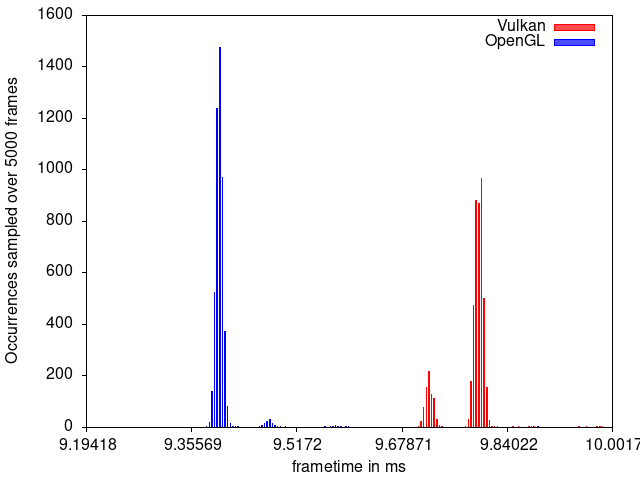 Vulkan
OpenGL
Occurrences sampled over 5000 frames
1600
1400
1200
1000
800
600
400
200
0
9.19418 9.35569 9.5172 9.67871 9.84022 10.0017
frametime in ms